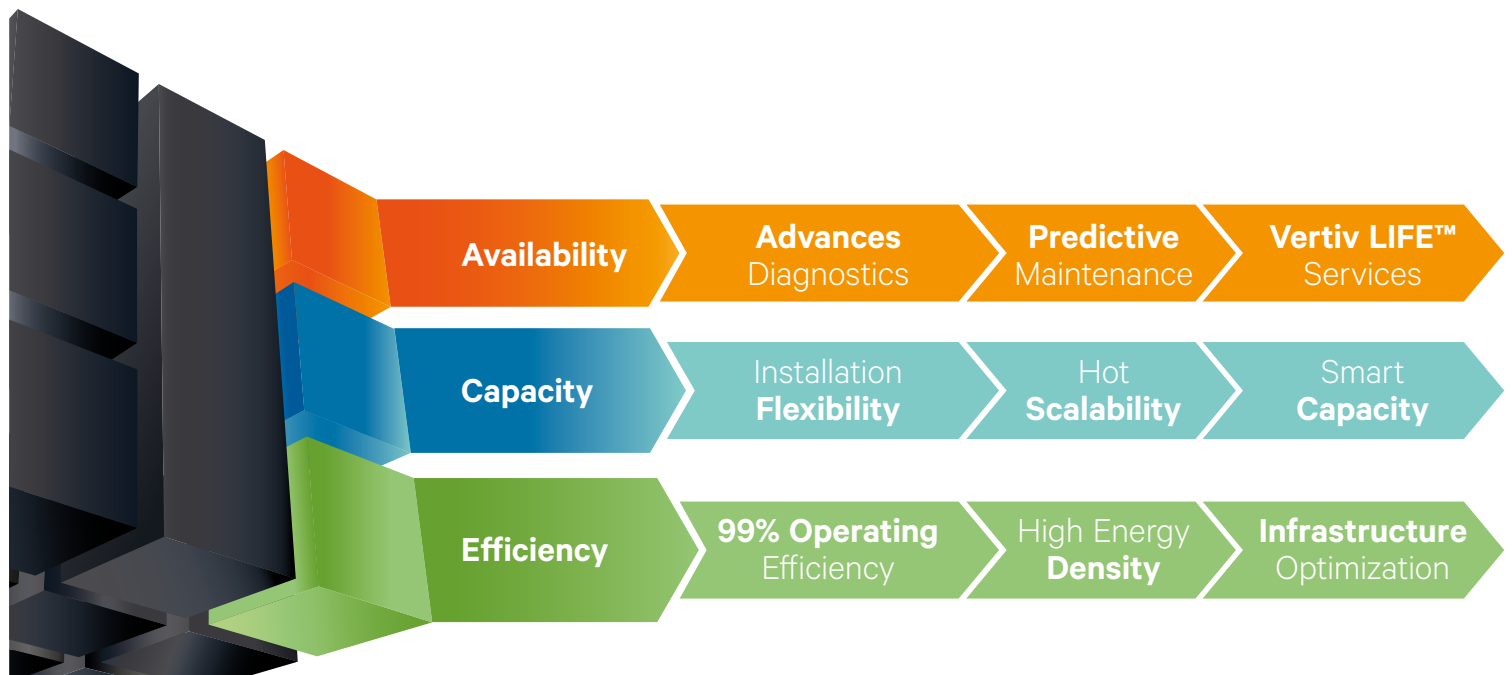 Availability
Advances
Diagnostics
Predictive
Maintenance
Vertiv LIFE™
Services
Capacity
Installation
Flexibility
Hot
Scalability
Smart
Capacity
Efficiency
99% Operating
Efficiency
High Energy
Density
Infrastructure
Optimization